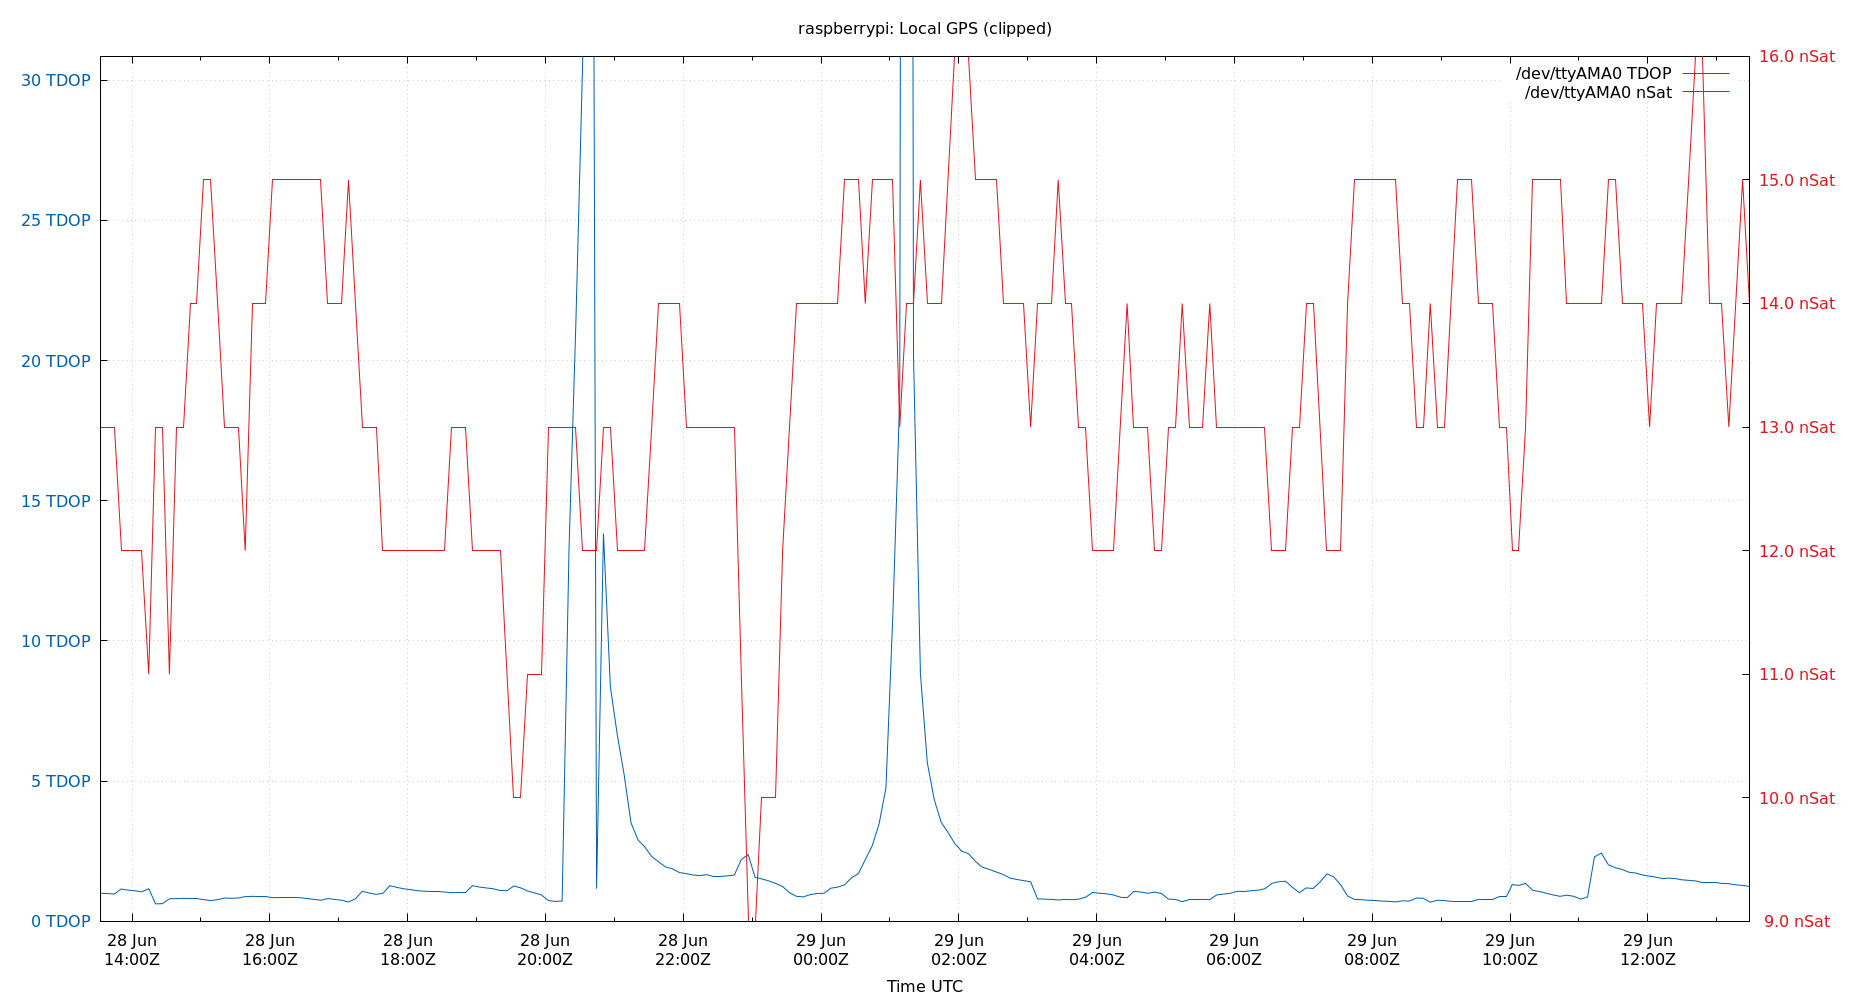 raspberrypi: Local GPS (clipped)
30 TDOP
25 TDOP
20 TDOP
15 TDOP
10 TDOP
5 TDOP
0 TDOP
/dev/ttyAMA0 TDOP
/dev/ttyAMA0 nSat
16.0 nSat
15.0 nSat
14.0 nSat
13.0 nSat
12.0 nSat
11.0 nSat
10.0 nSat
9.0 nSat
28 Jun
14:00Z
28 Jun
16:00Z
28 Jun
18:00Z
28 Jun
20:00Z
28 Jun
22:00Z
29 Jun
00:00Z
29 Jun
02:00Z
29 Jun
04:00Z
29 Jun
06:00Z
29 Jun
08:00Z
29 Jun
10:00Z
29 Jun
12:00Z
Time UTC